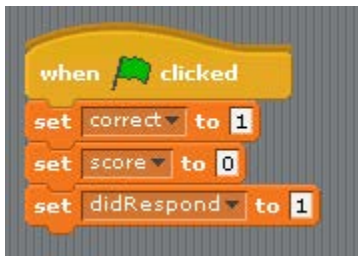 when clicked
set correct to 1
set score to 0
set didRespond to 1